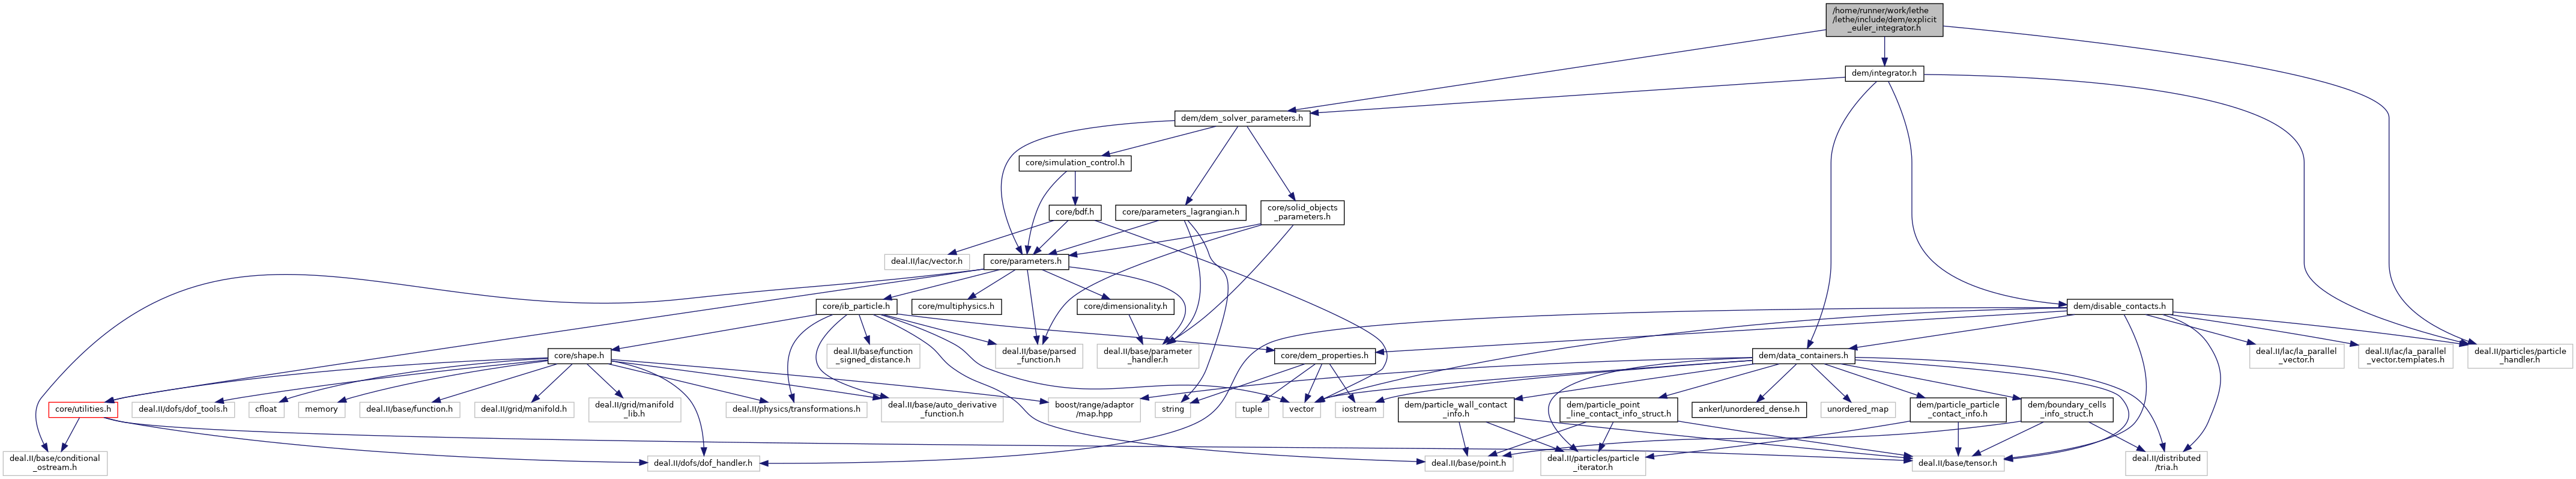 /home/runner/work/lethe
/lethe/include/dem/explicit
_euler_integrator.h
dem/integrator.h
dem/dem_solver_parameters.h
core/simulation_control.h
core/bdf.h
core/parameters_lagrangian.h
core/solid_objects
_parameters.h
deal.II/lac/vector.h
core/parameters.h
core/ib_particle.h
core/multiphysics.h
core/dimensionality.h
dem/disable_contacts.h
core/shape.h
deal.II/base/function
_signed_distance.h
deal.II/base/parsed
_function.h
deal.II/base/parameter
_handler.h
core/dem_properties.h
dem/data_containers.h
deal.II/lac/la_parallel
_vector.h
deal.II/lac/la_parallel
_vector.templates.h
deal.II/particles/particle
_handler.h
core/utilities.h
deal.II/dofs/dof_tools.h
cfloat
memory
deal.II/base/function.h
deal.II/grid/manifold.h
deal.II/grid/manifold
_lib.h
deal.II/physics/transformations.h
deal.II/base/auto_derivative
_function.h
boost/range/adaptor
/map.hpp
string
tuple
vector
iostream
dem/particle_wall_contact
_info.h
dem/particle_point
_line_contact_info_struct.h
ankerl/unordered_dense.h
unordered_map
dem/particle_particle
_contact_info.h
dem/boundary_cells
_info_struct.h
deal.II/base/conditional
_ostream.h
deal.II/dofs/dof_handler.h
deal.II/base/point.h
deal.II/particles/particle
_iterator.h
deal.II/base/tensor.h
deal.II/distributed
/tria.h